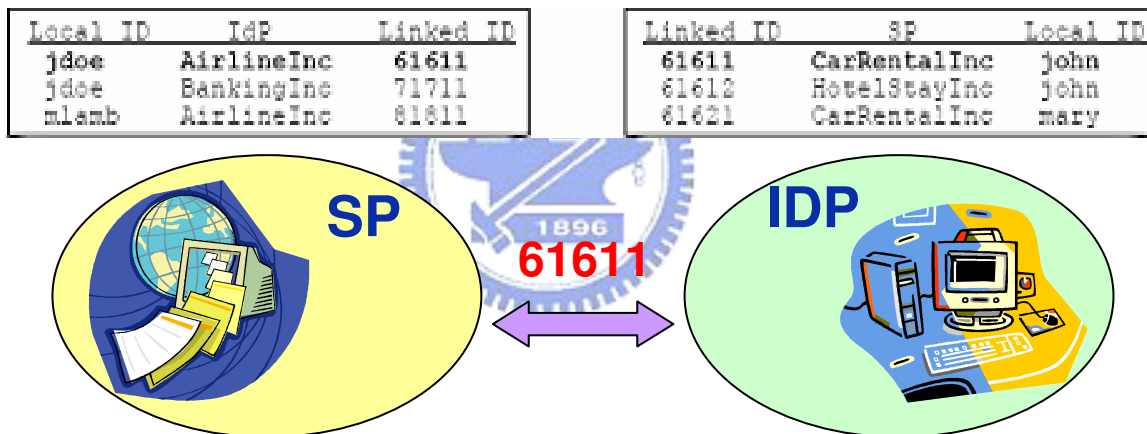 Local ID IdP Linked ID
jdoe AirlineInc 61611
jdoe BankingInc 71711
mlamb AirlineInc 81811
Linked ID SP Local ID
61611 CarRentalInc john
61612 HotelStayInc john
61621 CarRentalInc mary
SP
IDP
1896
61611